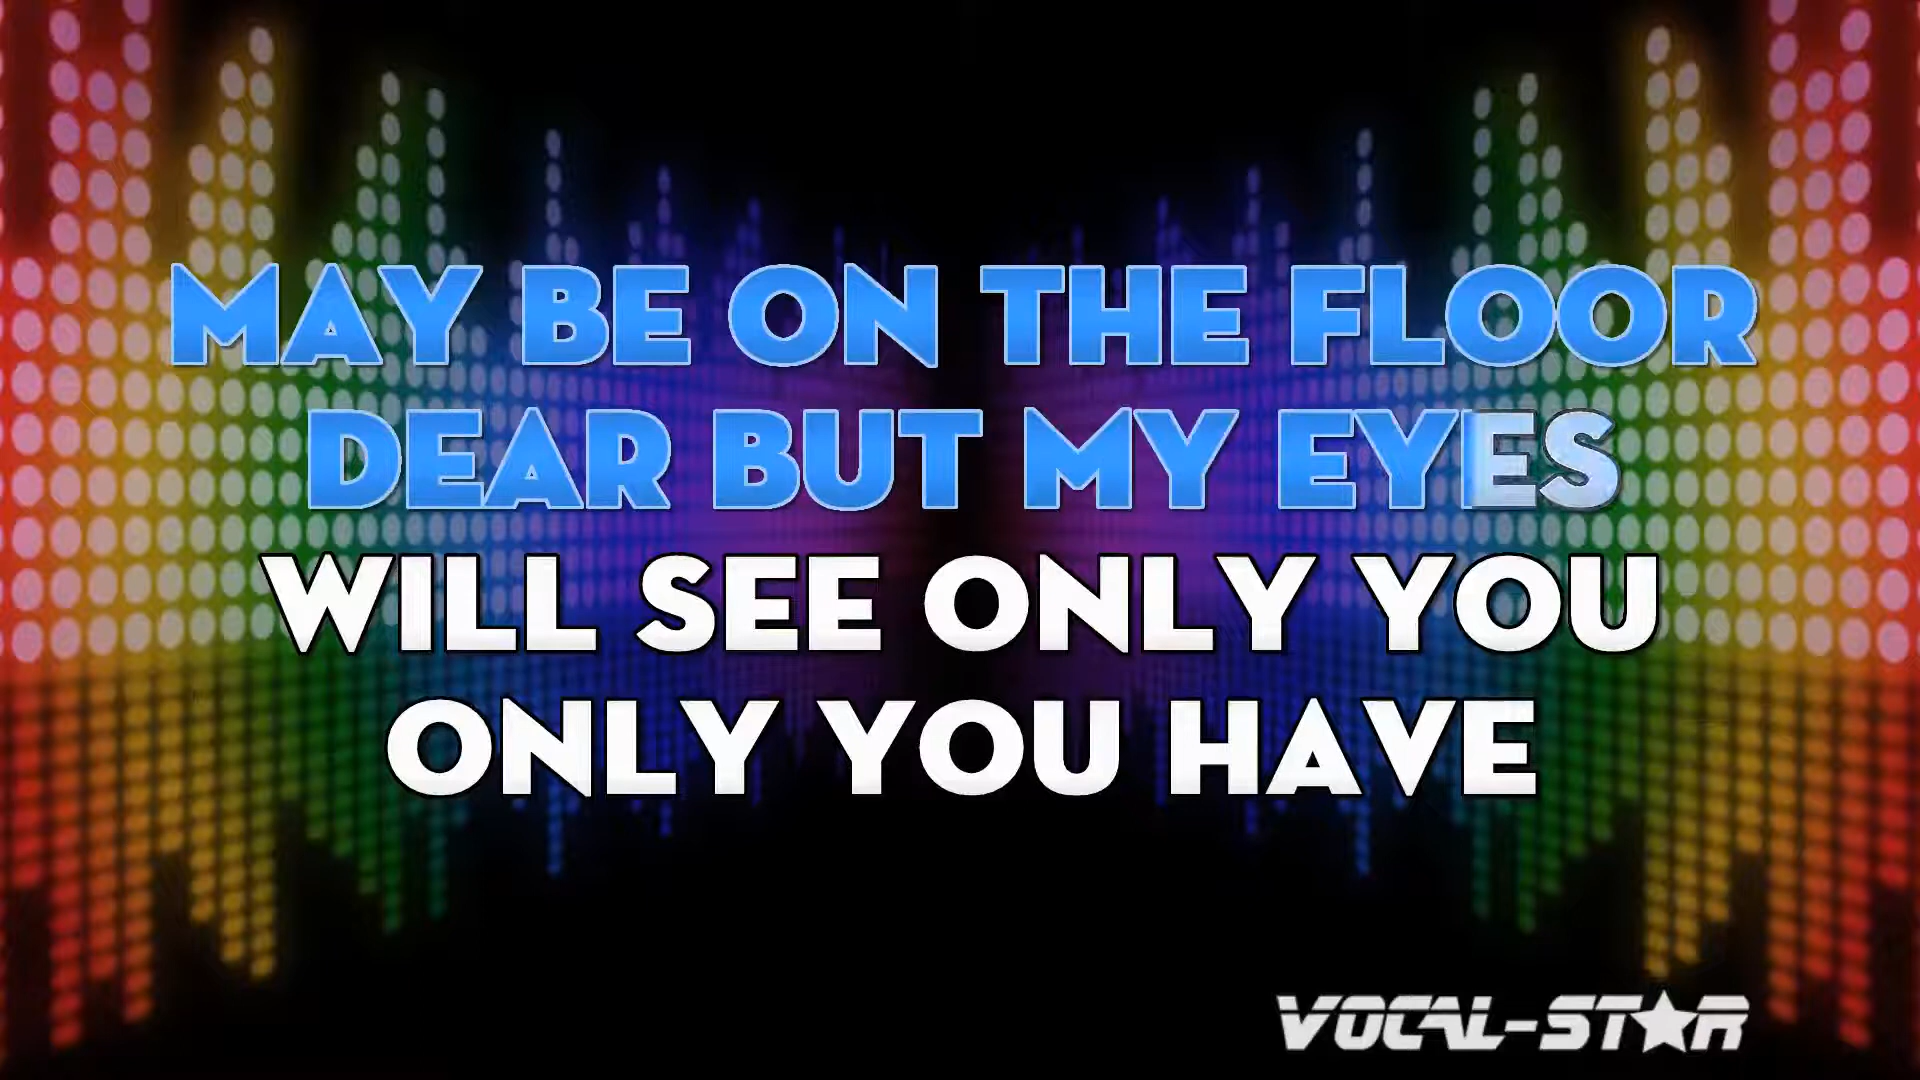 MAY BE ON THE FLOOR
DEAR BUT MY EYES
WILL SEE ONLY YOU
ONLY YOU HAVE
VOCAL-STAR